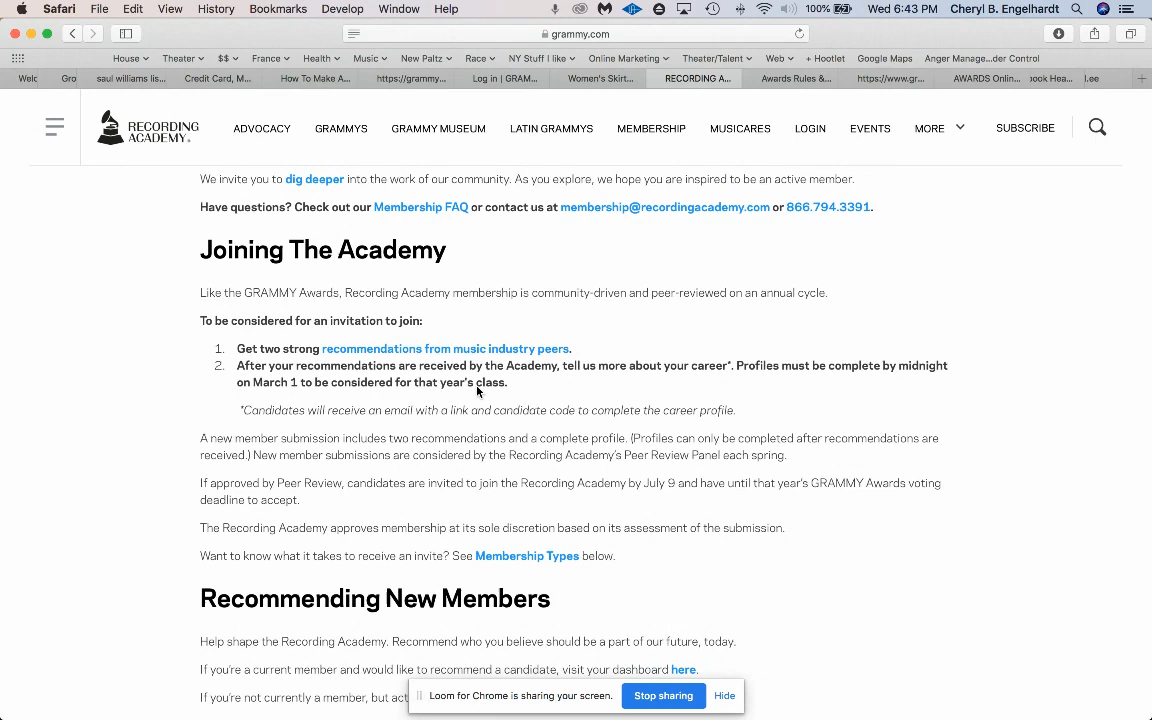 Safari File Edit View History Bookmarks Develop Window Help 100% Wed 6:43 PM Cheryl B. Engelhardt
grammy.com
House Theater $$ France Health Music New Paltz Race NY Stuff I like Online Marketing Theater/Talent Web + Hootlet Google Maps Anger Manage...der Control
Welc Gro saul williams lis... Credit Card, M... How To Make A... https://grammy... Log in | GRAM... Women's Skirt... RECORDING A... Awards Rules &... https://www.gr... AWARDS Onlin... ook Hea... l.ee
RECORDING ACADEMY. ADVOCACY GRAMMYS GRAMMY MUSEUM LATIN GRAMMYS MEMBERSHIP MUSICARES LOGIN EVENTS MORE SUBSCRIBE
We invite you to dig deeper into the work of our community. As you explore, we hope you are inspired to be an active member.
Have questions? Check out our Membership FAQ or contact us at membership@recordingacademy.com or 866.794.3391.
Joining The Academy
Like the GRAMMY Awards, Recording Academy membership is community-driven and peer-reviewed on an annual cycle.
To be considered for an invitation to join:
1. Get two strong recommendations from music industry peers.
2. After your recommendations are received by the Academy, tell us more about your career*. Profiles must be complete by midnight
on March 1 to be considered for that year's class.
*Candidates will receive an email with a link and candidate code to complete the career profile.
A new member submission includes two recommendations and a complete profile. (Profiles can only be completed after recommendations are
received.) New member submissions are considered by the Recording Academy's Peer Review Panel each spring.
If approved by Peer Review, candidates are invited to join the Recording Academy by July 9 and have until that year's GRAMMY Awards voting
deadline to accept.
The Recording Academy approves membership at its sole discretion based on its assessment of the submission.
Want to know what it takes to receive an invite? See Membership Types below.
Recommending New Members
Help shape the Recording Academy. Recommend who you believe should be a part of our future, today.
If you're a current member and would like to recommend a candidate, visit your dashboard here.
If you're not currently a member, but act
Loom for Chrome is sharing your screen. Stop sharing Hide